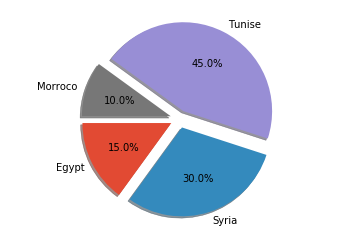 Tunise
45.0%
Morroco
10.0%
15.0%
Egypt
30.0%
Syria